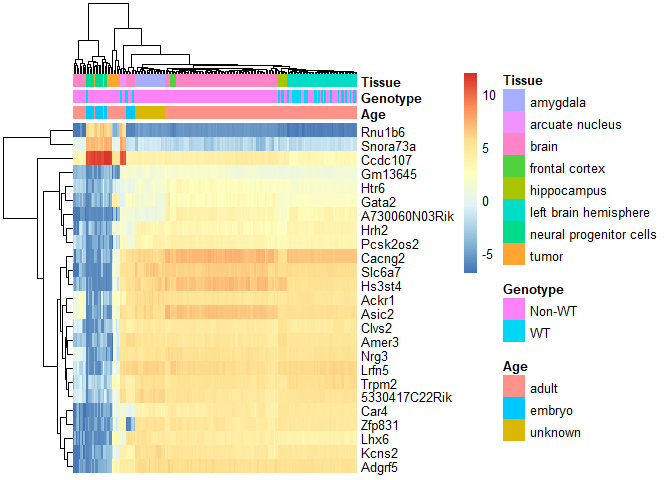 Tissue
Genotype
Age
Rnu1b6
Snora73a
Ccdc107
Gm13645
Htr6
Gata2
A730060N03Rik
Hrh2
Pcsk2os2
Cacng2
Slc6a7
Hs3st4
Ackr1
Asic2
Clvs2
Amer3
Nrg3
Lrfn5
Trpm2
5330417C22Rik
Car4
Zfp831
Lhx6
Kcns2
Adgrf5
10
5
0
-5
Tissue
amygdala
arcuate nucleus
brain
frontal cortex
hippocampus
left brain hemisphere
neural progenitor cells
tumor
Genotype
Non-WT
WT
Age
adult
embryo
unknown